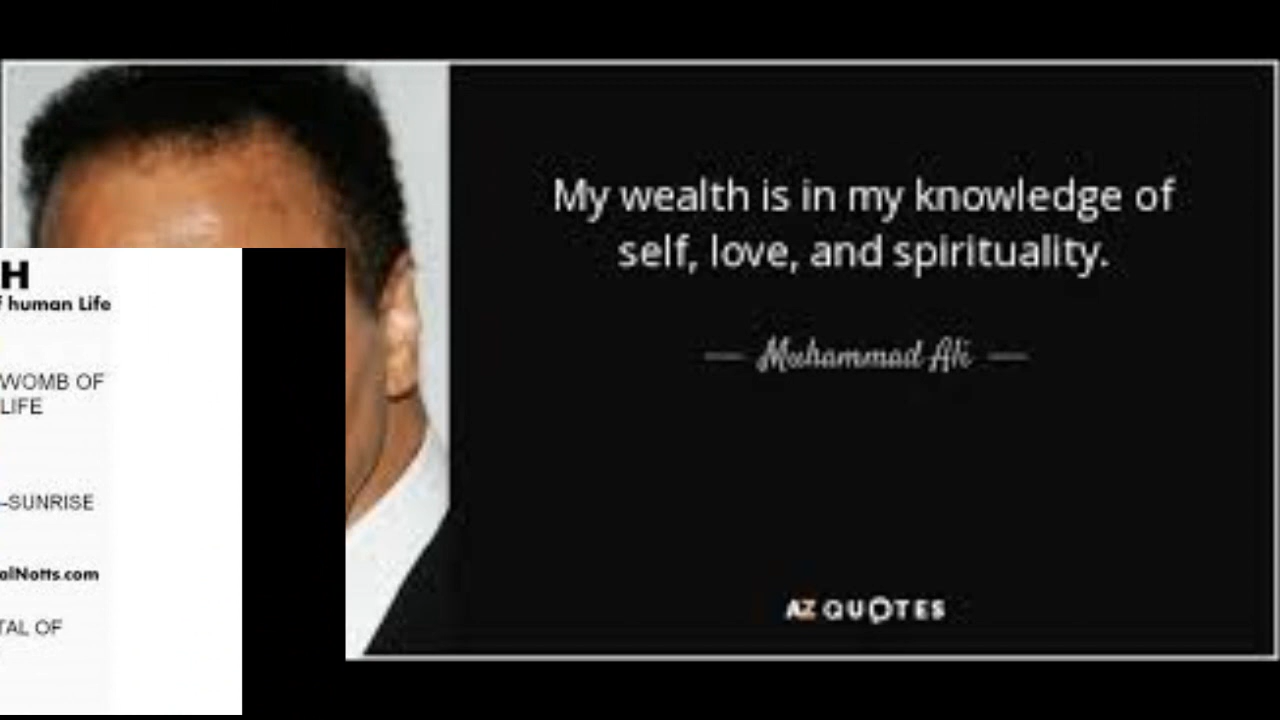 My wealth is in my knowledge of
self, love, and spirituality.
— Muhammad Ali —
AZ QUOTES
H
f human Life
WOMB OF
LIFE
–SUNRISE
alNotts.com
TAL OF